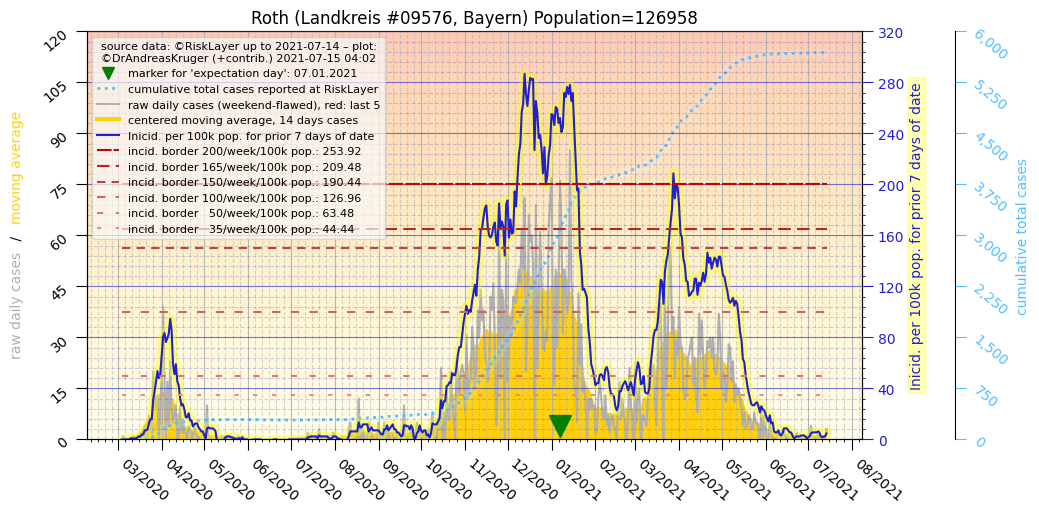 Roth (Landkreis #09576, Bayern) Population=126958
source data: ©RiskLayer up to 2021-07-14 – plot:
©DrAndreasKruger (+contrib.) 2021-07-15 04:02
marker for 'expectation day': 07.01.2021
cumulative total cases reported at RiskLayer
raw daily cases (weekend-flawed), red: last 5
centered moving average, 14 days cases
Inicid. per 100k pop. for prior 7 days of date
incid. border 200/week/100k pop.: 253.92
incid. border 165/week/100k pop.: 209.48
incid. border 150/week/100k pop.: 190.44
incid. border 100/week/100k pop.: 126.96
incid. border   50/week/100k pop.: 63.48
incid. border   35/week/100k pop.: 44.44
raw daily cases / moving average
120
105
90
75
60
45
30
15
0
320
280
240
200
160
120
80
40
0
Inicid. per 100k pop. for prior 7 days of date
6,000
5,250
4,500
3,750
3,000
2,250
1,500
750
0
cumulative total cases
03/2020
04/2020
05/2020
06/2020
07/2020
08/2020
09/2020
10/2020
11/2020
12/2020
01/2021
02/2021
03/2021
04/2021
05/2021
06/2021
07/2021
08/2021